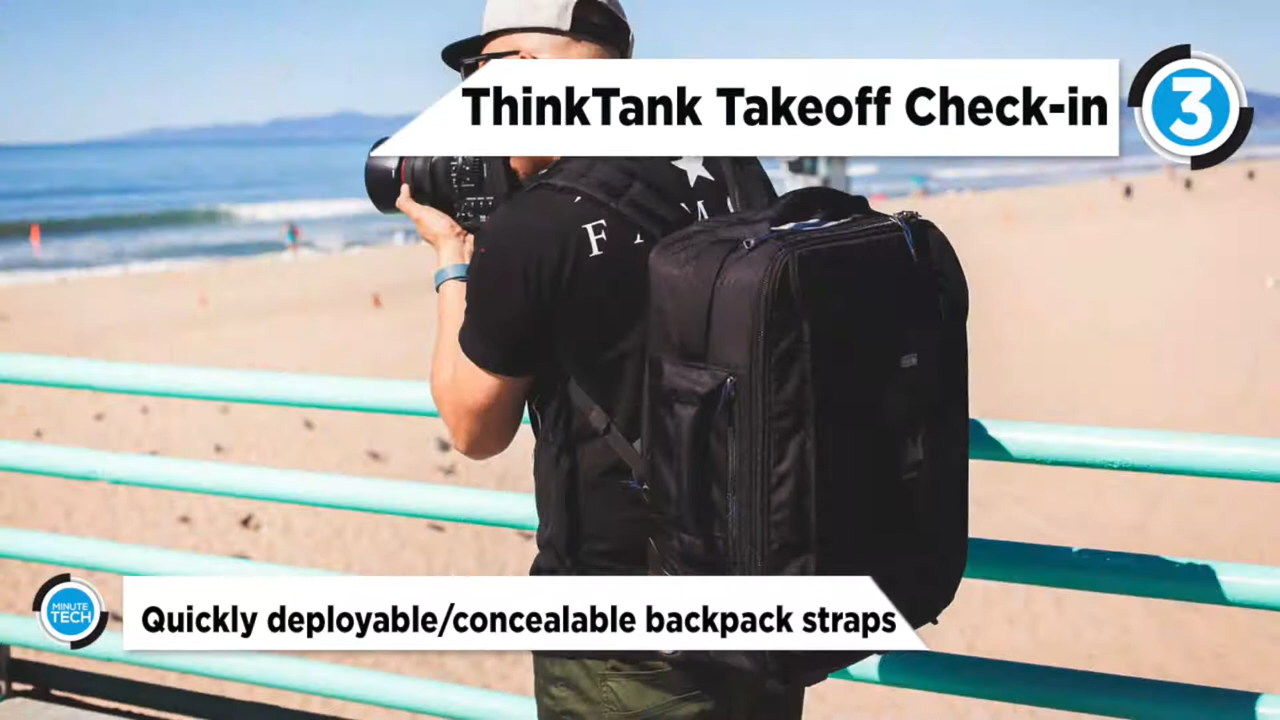 ThinkTank Takeoff Check-in
3
MINUTE
TECH
Quickly deployable/concealable backpack straps